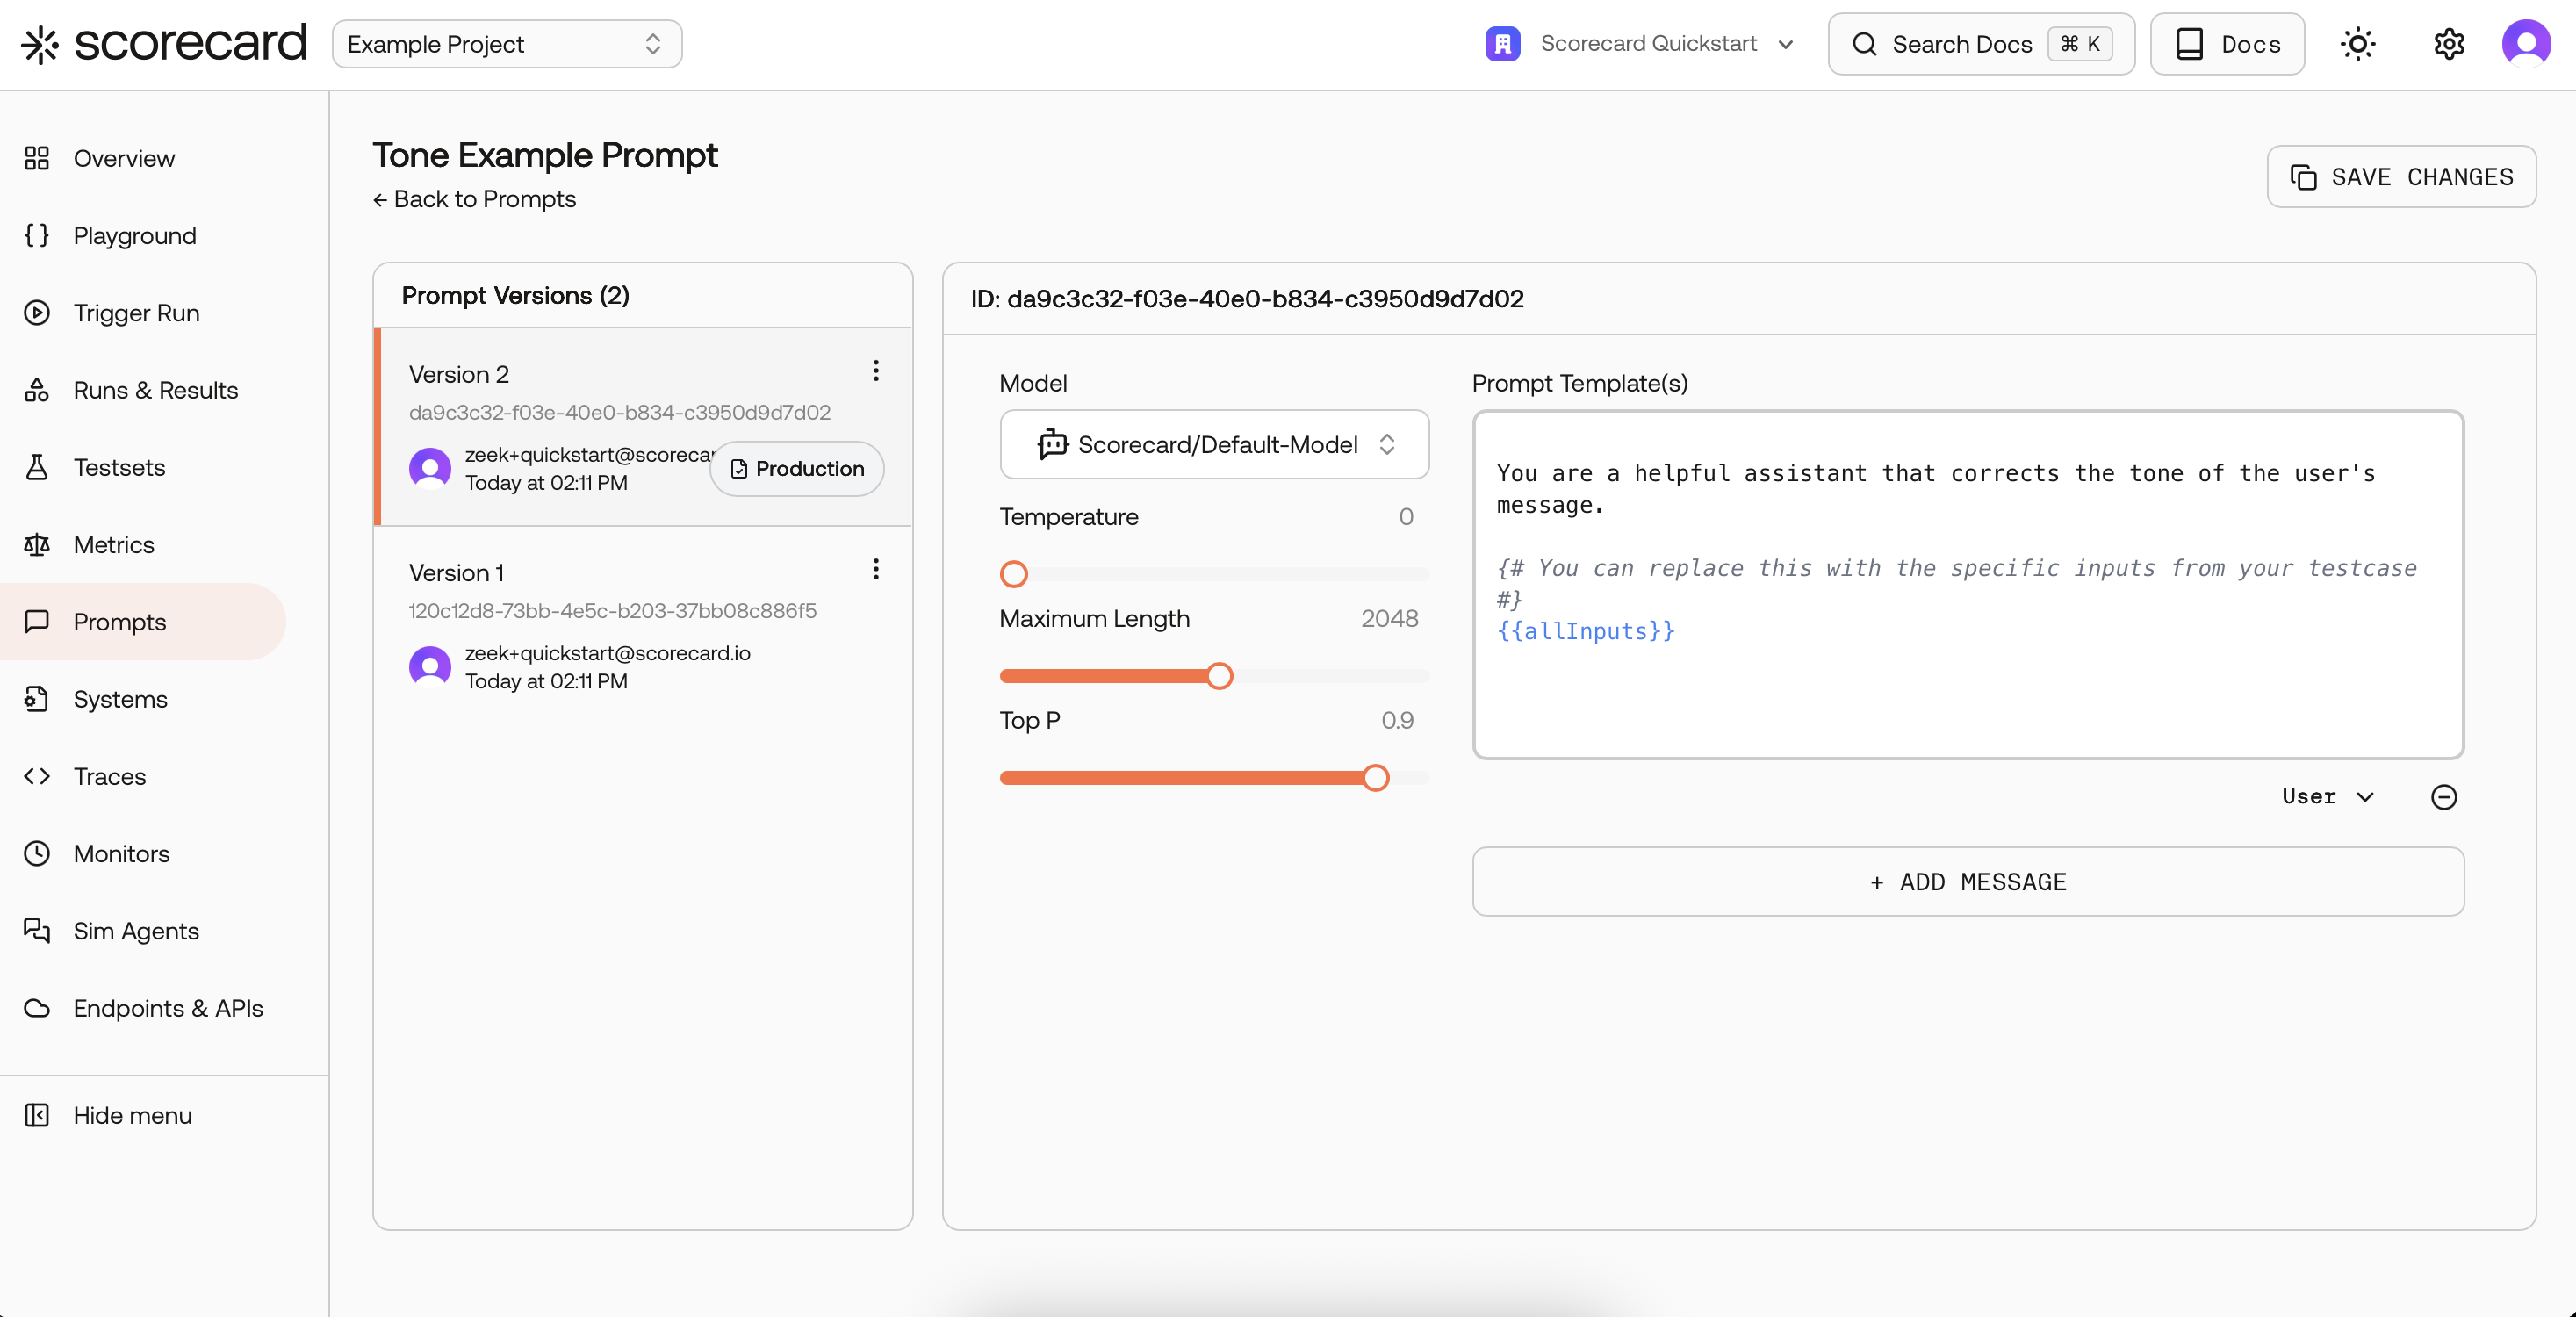 scorecard
Example Project
Scorecard Quickstart
Search Docs ⌘ K
Docs
Overview
Playground
Trigger Run
Runs & Results
Testsets
Metrics
Prompts
Systems
Traces
Monitors
Sim Agents
Endpoints & APIs
Hide menu
Tone Example Prompt
← Back to Prompts
SAVE CHANGES
Prompt Versions (2)
Version 2
da9c3c32-f03e-40e0-b834-c3950d9d7d02
zeek+quickstart@scorecar
Today at 02:11 PM
Production
Version 1
120c12d8-73bb-4e5c-b203-37bb08c886f5
zeek+quickstart@scorecard.io
Today at 02:11 PM
ID: da9c3c32-f03e-40e0-b834-c3950d9d7d02
Model
Scorecard/Default-Model
Temperature 0
Maximum Length 2048
Top P 0.9
Prompt Template(s)
You are a helpful assistant that corrects the tone of the user's
message.
{# You can replace this with the specific inputs from your testcase
#}
{{allInputs}}
User
+ ADD MESSAGE